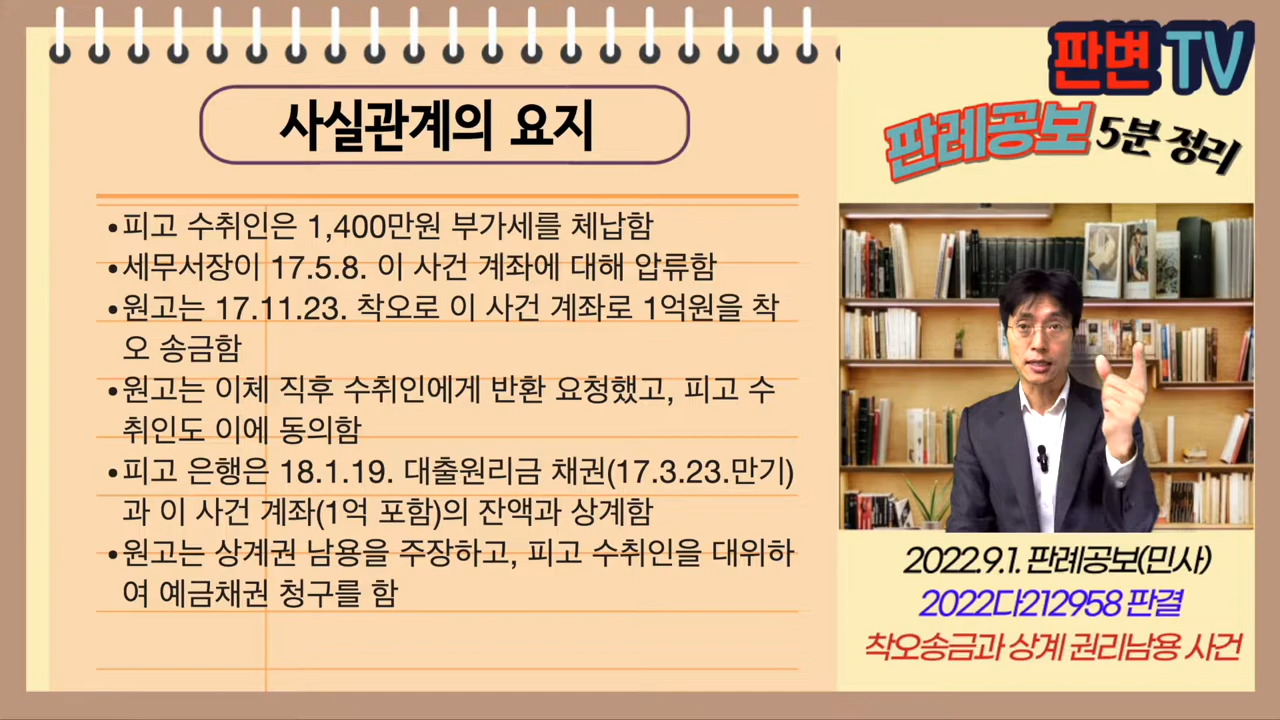 사실관계의 요지
•피고 수취인은 1,400만원 부가세를 체납함
•세무서장이 17.5.8. 이 사건 계좌에 대해 압류함
•원고는 17.11.23. 착오로 이 사건 계좌로 1억원을 착
오 송금함
•원고는 이체 직후 수취인에게 반환 요청했고, 피고 수
취인도 이에 동의함
•피고 은행은 18.1.19. 대출원리금 채권(17.3.23.만기)
과 이 사건 계좌(1억 포함)의 잔액과 상계함
•원고는 상계권 남용을 주장하고, 피고 수취인을 대위하
여 예금채권 청구를 함
판변 TV
판례공보 5분 정리
2022.9.1. 판례공보(민사)
2022다212958 판결
착오송금과 상계 권리남용 사건